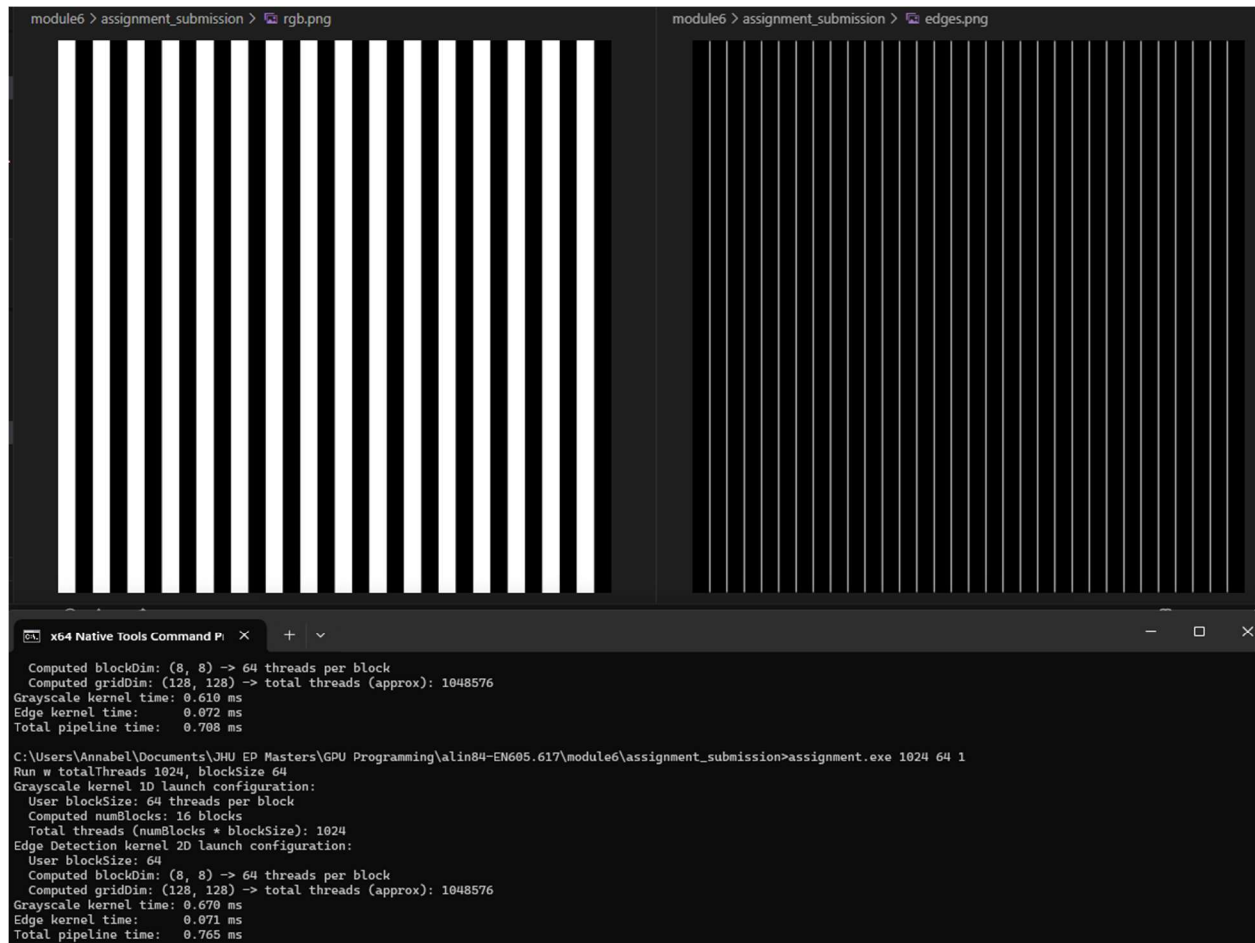 module6 > assignment_submission > rgb.png
module6 > assignment_submission > edges.png
x64 Native Tools Command P
Computed blockDim: (8, 8) -> 64 threads per block
Computed gridDim: (128, 128) -> total threads (approx): 1048576
Grayscale kernel time: 0.610 ms
Edge kernel time: 0.072 ms
Total pipeline time: 0.708 ms
C:\Users\Annabel\Documents\JHU EP Masters\GPU Programming\alin84-EN605.617\module6\assignment_submission>assignment.exe 1024 64 1
Run w totalThreads 1024, blockSize 64
Grayscale kernel 1D launch configuration:
User blockSize: 64 threads per block
Computed numBlocks: 16 blocks
Total threads (numBlocks * blockSize): 1024
Edge Detection kernel 2D launch configuration:
User blockSize: 64
Computed blockDim: (8, 8) -> 64 threads per block
Computed gridDim: (128, 128) -> total threads (approx): 1048576
Grayscale kernel time: 0.670 ms
Edge kernel time: 0.071 ms
Total pipeline time: 0.765 ms